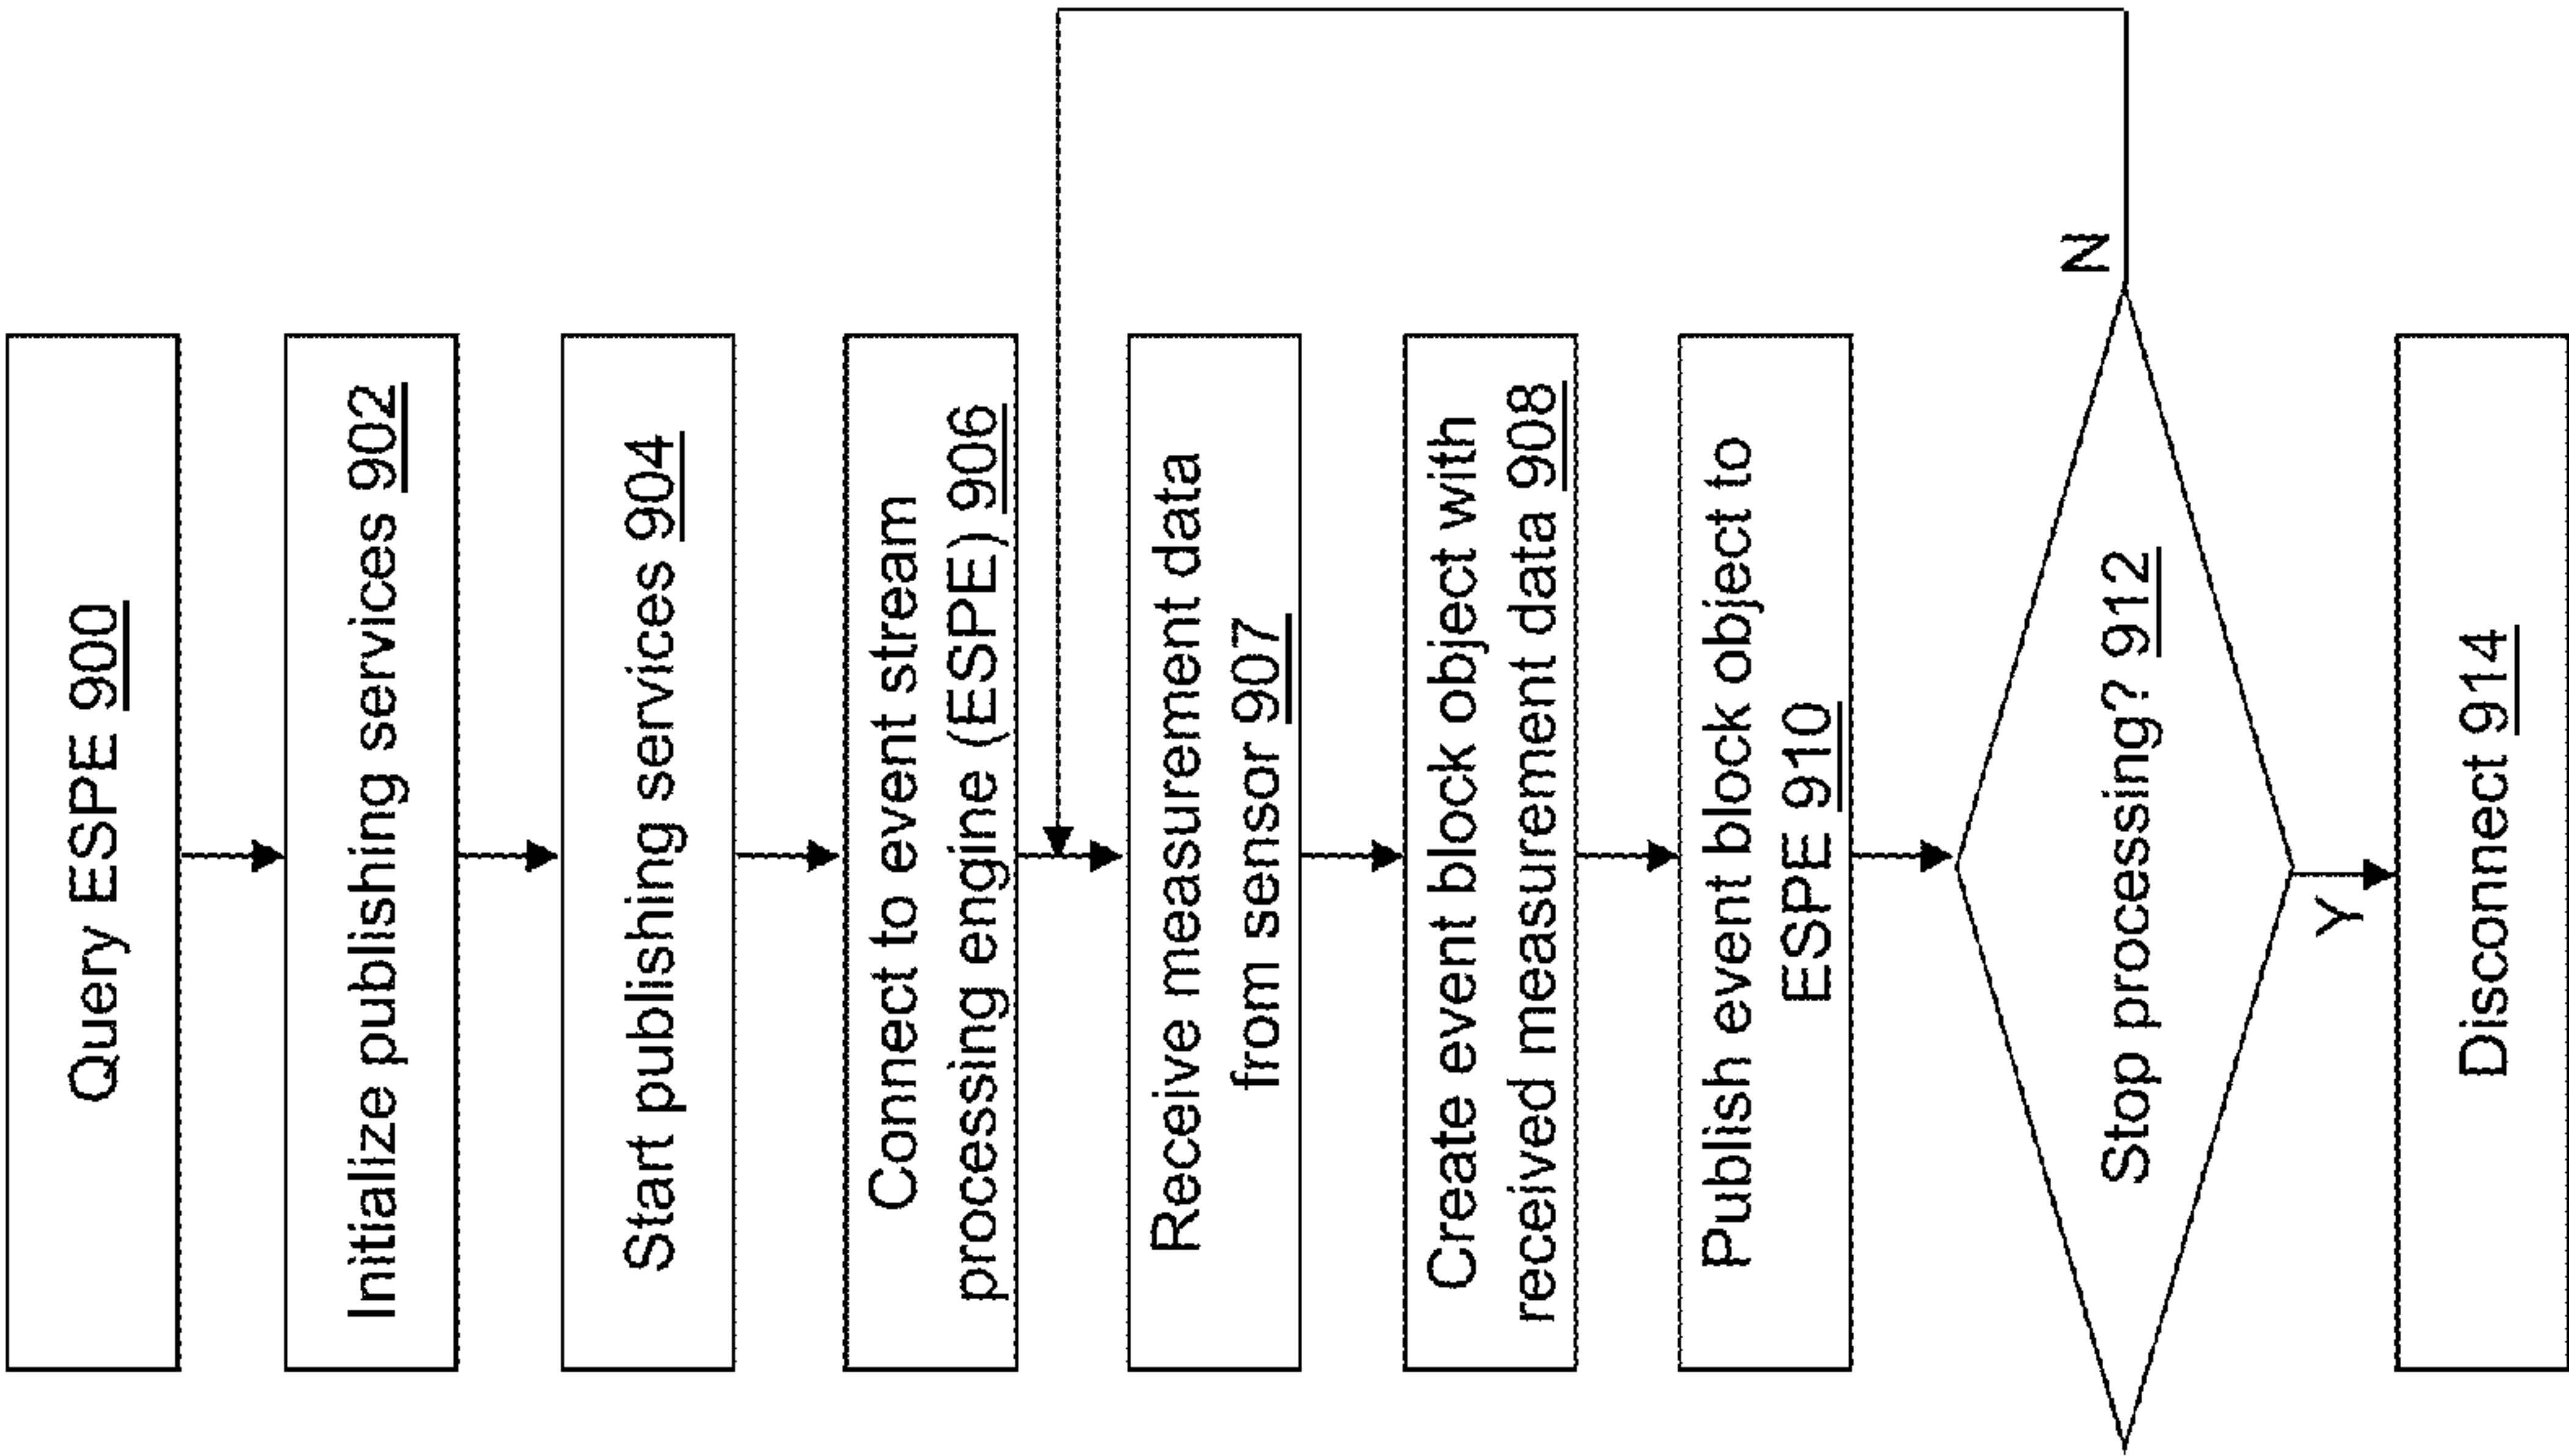 Query ESPE 900
Initialize publishing services 902
Start publishing services 904
Connect to event stream
processing engine (ESPE) 906
Receive measurement data
from sensor 907
Create event block object with
received measurement data 908
Publish event block object to
ESPE 910
Stop processing? 912
N
Y
Disconnect 914